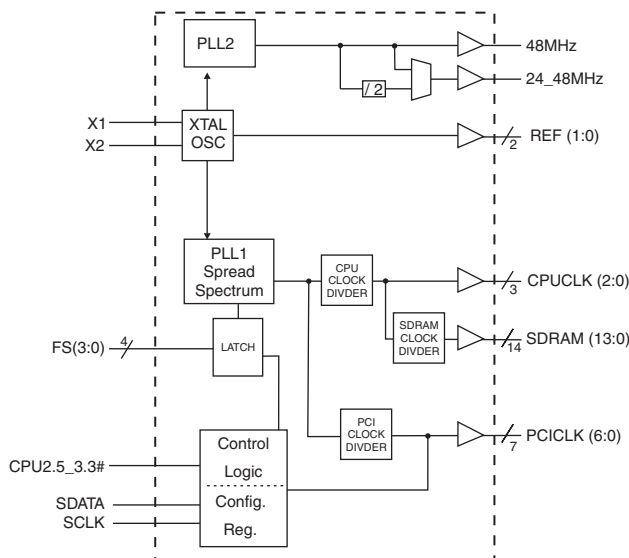 PLL2
48MHz
/ 2
24_48MHz
X1
X2
XTAL
OSC
2
REF (1:0)
PLL1
Spread
Spectrum
CPU
CLOCK
DIVDER
3
CPUCLK (2:0)
SDRAM
CLOCK
DIVDER
14
SDRAM (13:0)
FS(3:0)
4
LATCH
PCI
CLOCK
DIVDER
7
PCICLK (6:0)
Control
Logic
CPU2.5_3.3#
Config.
Reg.
SDATA
SCLK